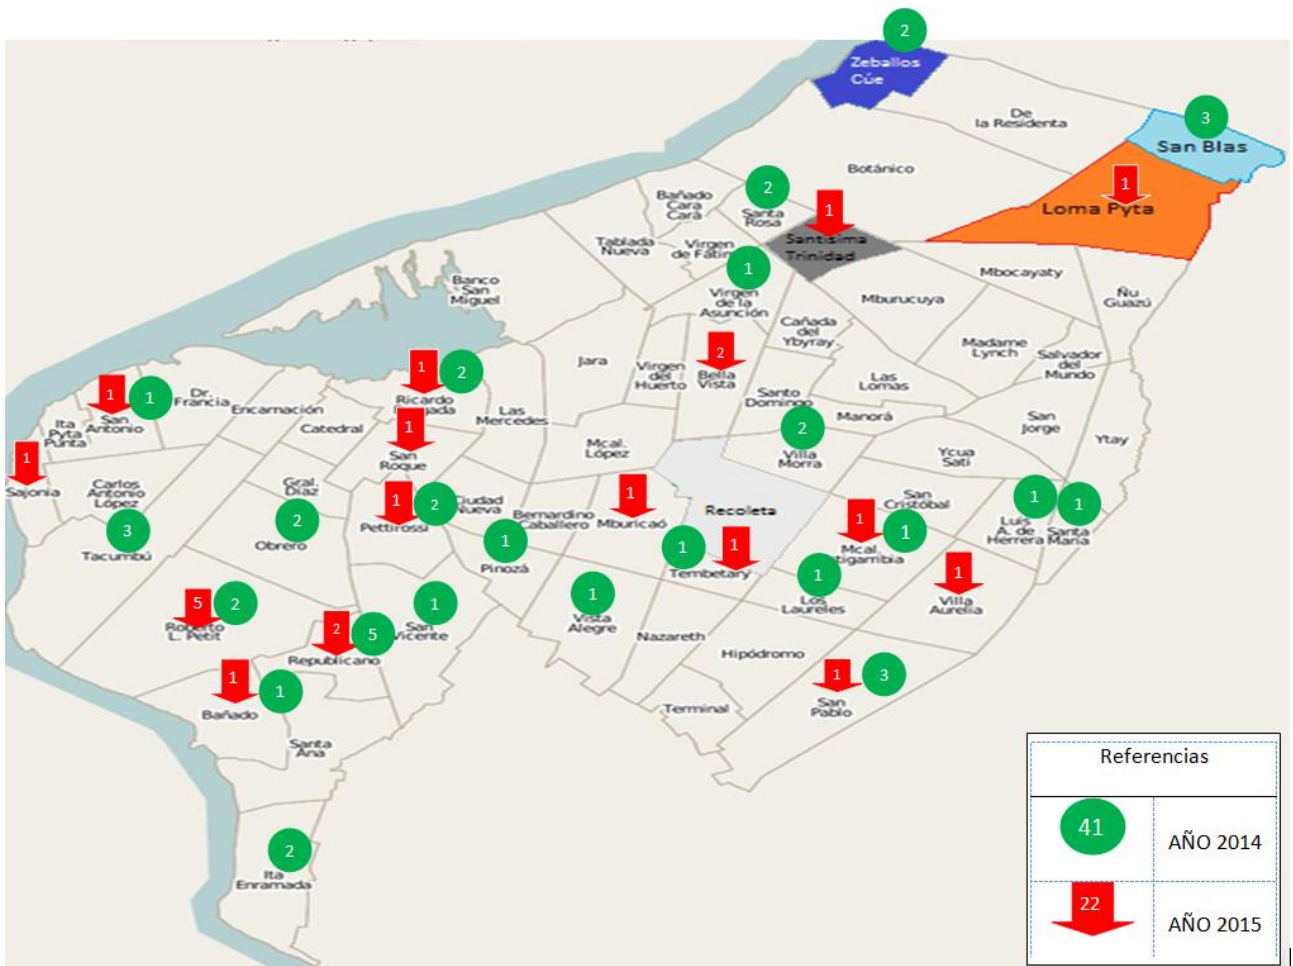 2
Zeballos
Cúe
De
la Residenta
3
San Blas
Botánico
1
Loma Pyta
2
Santa
Rosa
Bañado
Cara
Cará
1
Santísima
Trinidad
Tablada
Nueva
Virgen
de Fátim
1
Virgen
de la
Asunción
Mbocayaty
Ñu
Guazú
Banco
San
Miguel
Mburucuya
Cañada
del
Ybyray
Madame
Lynch
Salvador
del
Mundo
Jara
Virgen
del
Huerto
2
Bella
Vista
Las
Lomas
Santo
Domingo
Manorá
1
2
Ricardo
1
1
San
Antonio
Dr.
Francia
Encarnación
Catedral
Las
Mercedes
Ita
Pyta
Punta
1
San
Roque
Mcal.
López
2
Villa
Morra
San
Jorge
Ytay
Ycua
Satí
1
Sajonia
Carlos
Antonio
López
Gral.
Díaz
2
Obrero
3
Tacumbú
1
2
Pettirossi
Ciudad
Nueva
1
Pinozá
Bernardino
Caballero
1
Mburicaó
Recoleta
San
Cristóbal
1
1
Mcal.
1
Luis
A. de
Herrera
1
Santa
María
1
1
Tembetary
1
Los
Laureles
1
Villa
Aurelia
5
2
Roberto
L. Petit
2
5
Republicano
1
San
Vicente
1
Vista
Alegre
Nazareth
Hipódromo
1
3
San
Pablo
Terminal
1
1
Bañado
Santa
Ana
2
Ita
Enramada
Referencias
41
AÑO 2014
22
AÑO 2015